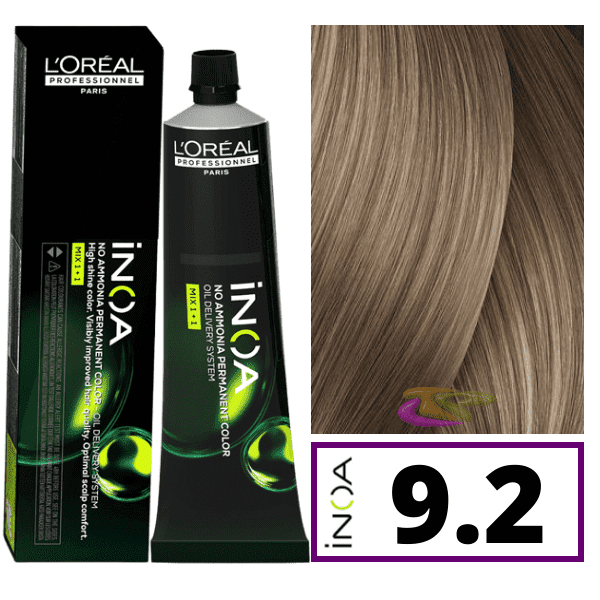 L'ORÉAL
PROFESSIONNEL
PARIS
iNOA
NO AMMONIA PERMANENT COLOR - OIL DELIVERY SYSTEM
High shine color. Visibly improved hair quality. Optimal scalp comfort.
MIX 1+1
L'ORÉAL
PROFESSIONNEL
PARIS
iNOA
NO AMMONIA PERMANENT COLOR
OIL DELIVERY SYSTEM
MIX 1+1
iNOA
9.2